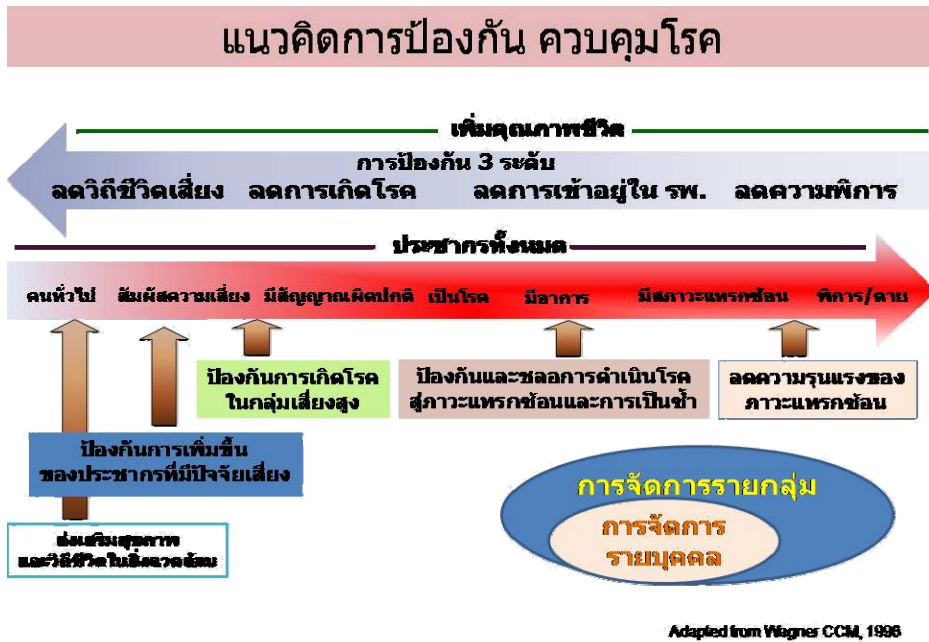 แนวคิดการป้องกัน ควบคุมโรค
เพิ่มคุณภาพชีวิต
การป้องกัน 3 ระดับ
ลดวิถีชีวิตเสี่ยง ลดการเกิดโรค ลดการเข้าอยู่ใน รพ. ลดความพิการ
ประชากรทั้งหมด
คนทั่วไป สัมผัสความเสี่ยง มีสัญญาณผิดปกติ เป็นโรค มีอาการ มีสภาวะแทรกซ้อน พิการ/ตาย
ป้องกันการเกิดโรค
ในกลุ่มเสี่ยงสูง
ป้องกันและชลอการดำเนินโรค
สู่ภาวะแทรกซ้อนและการเป็นซ้ำ
ลดความรุนแรงของ
ภาวะแทรกซ้อน
ป้องกันการเพิ่มขึ้น
ของประชากรที่มีปัจจัยเสี่ยง
ส่งเสริมสุขภาพ
และวิถีชีวิตในสิ่งแวดล้อม
การจัดการรายกลุ่ม
การจัดการ
รายบุคคล
Adapted from Wagner CCM, 1996